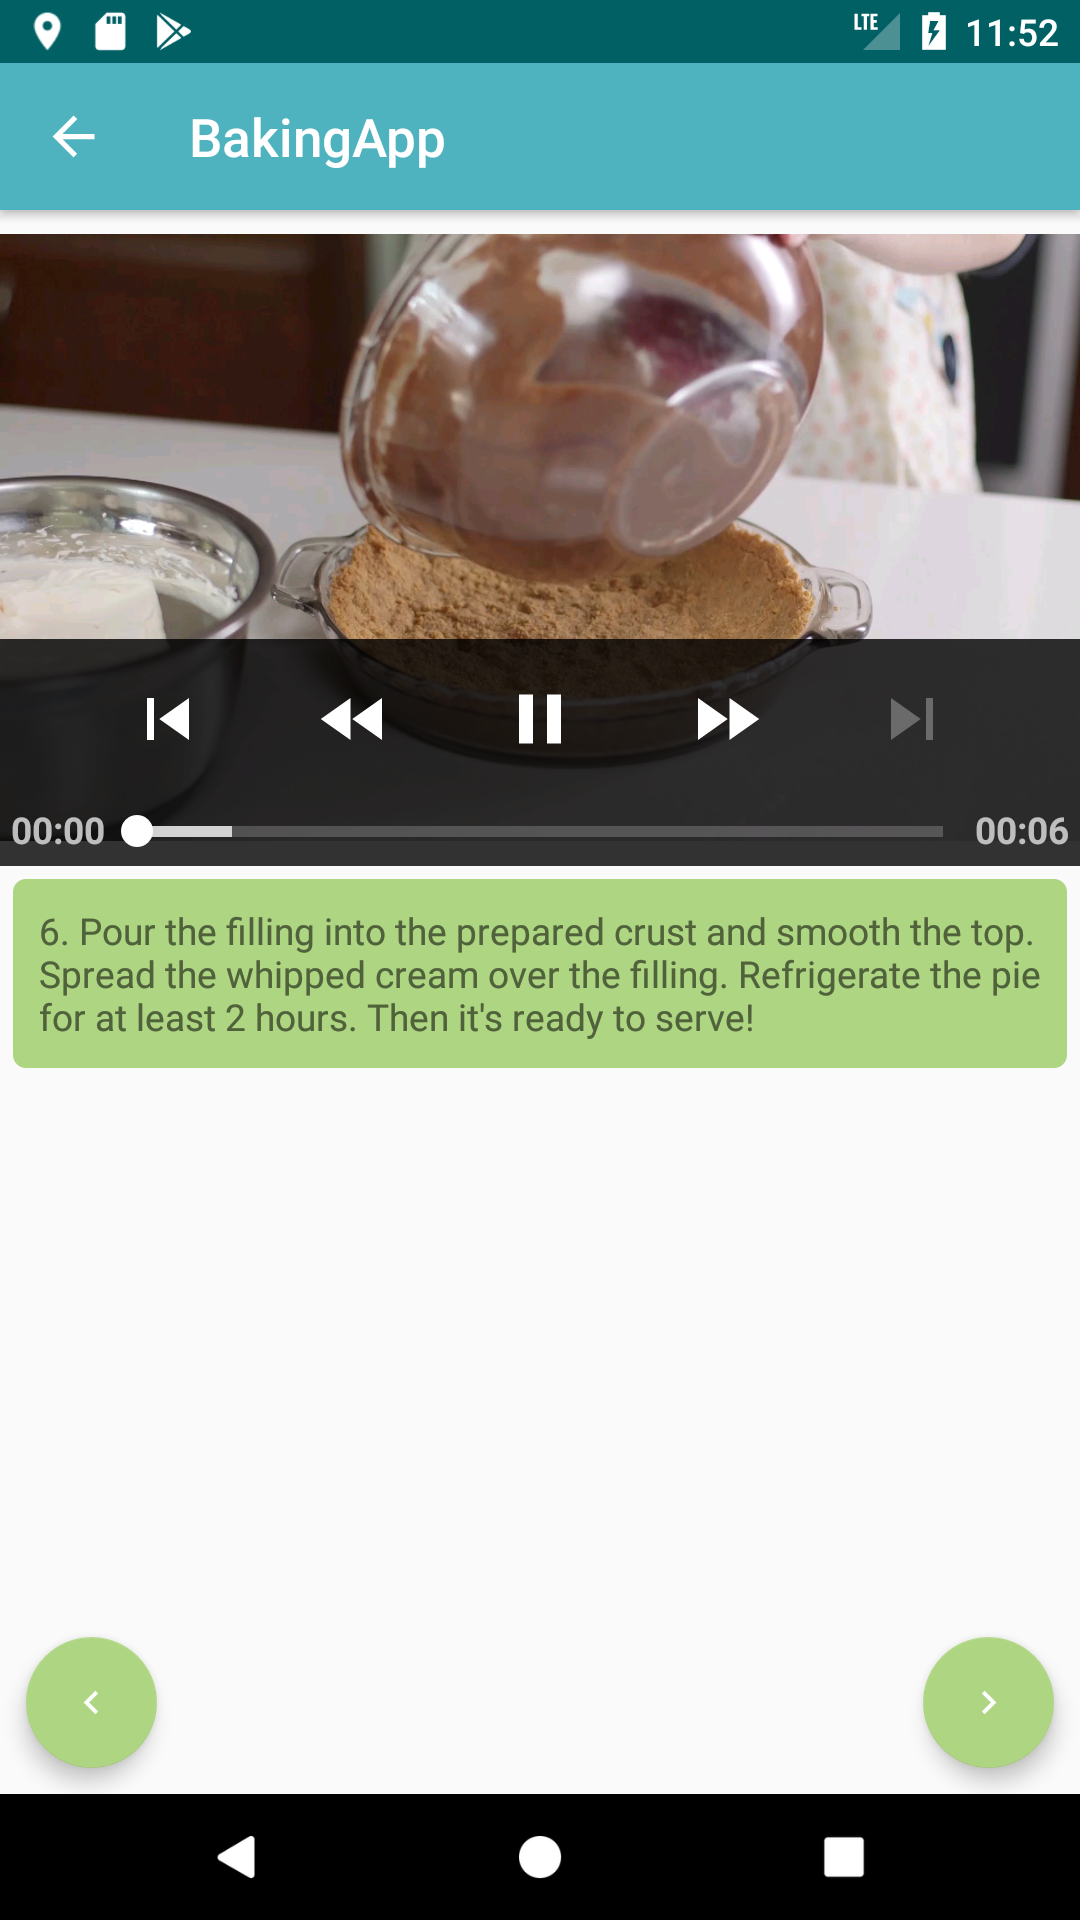 LTE 11:52
BakingApp
00:00 00:06
6. Pour the filling into the prepared crust and smooth the top.
Spread the whipped cream over the filling. Refrigerate the pie
for at least 2 hours. Then it's ready to serve!